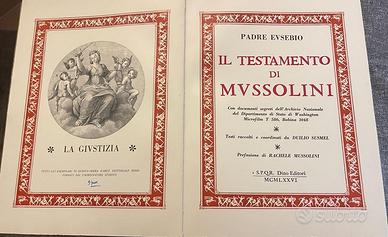 * LA GIVSTIZIA *
PADRE EVSEBIO
IL TESTAMENTO
DI
MVSSOLINI
Con documenti segreti dell'Archivio Nazionale
del Dipartimento di Stato di Washington
Microfilm T 586, Bobina 1048
Testi raccolti e coordinati da DUILIO SUSMEL
*
Prefazione di RACHELE MUSSOLINI
S.P.Q.R. Dino Editori
MCMLXXVI
subito